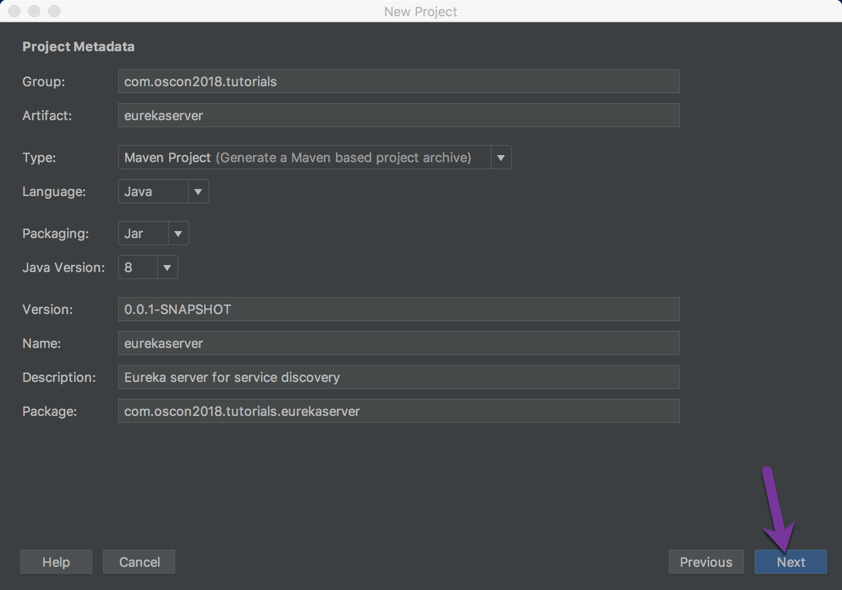 New Project
Project Metadata
Group: com.oscon2018.tutorials
Artifact: eurekaserver
Type: Maven Project (Generate a Maven based project archive)
Language: Java
Packaging: Jar
Java Version: 8
Version: 0.0.1-SNAPSHOT
Name: eurekaserver
Description: Eureka server for service discovery
Package: com.oscon2018.tutorials.eurekaserver
Help Cancel Previous Next